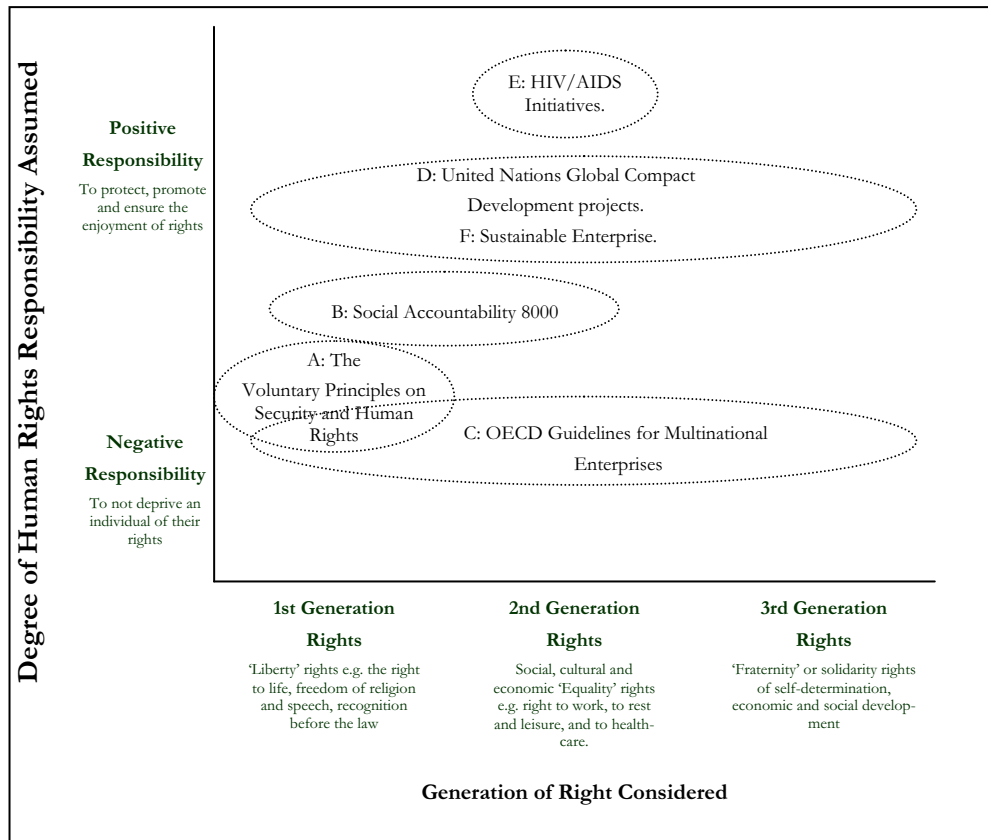 Degree of Human Rights Responsibility Assumed
Positive
Responsibility
To protect, promote
and ensure the
enjoyment of rights
Negative
Responsibility
To not deprive an
individual of their
rights
E: HIV/AIDS
Initiatives.
D: United Nations Global Compact
Development projects.
F: Sustainable Enterprise.
B: Social Accountability 8000
A: The
Voluntary Principles on
Security and Human
Rights
C: OECD Guidelines for Multinational
Enterprises
1st Generation
Rights
‘Liberty’ rights e.g. the right
to life, freedom of religion
and speech, recognition
before the law
2nd Generation
Rights
Social, cultural and
economic ‘Equality’ rights
e.g. right to work, to rest
and leisure, and to health-
care.
3rd Generation
Rights
‘Fraternity’ or solidarity rights
of self-determination,
economic and social develop-
ment
Generation of Right Considered